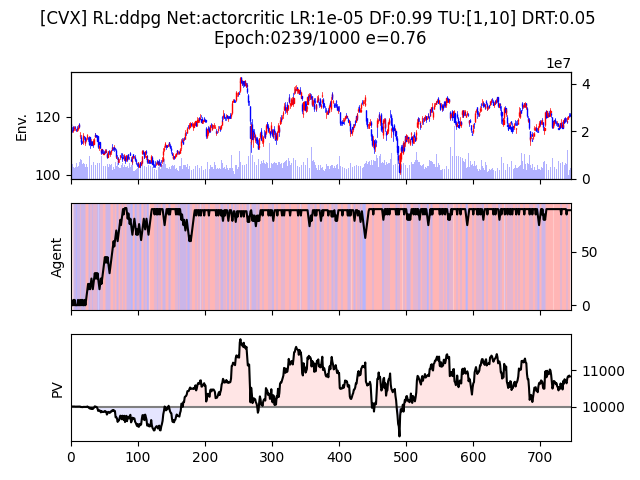 [CVX] RL:ddpg Net:actorcritic LR:1e-05 DF:0.99 TU:[1,10] DRT:0.05
Epoch:0239/1000 e=0.76
1e7
Env.
120
100
4
2
0
Agent
50
0
PV
11000
10000
0 100 200 300 400 500 600 700